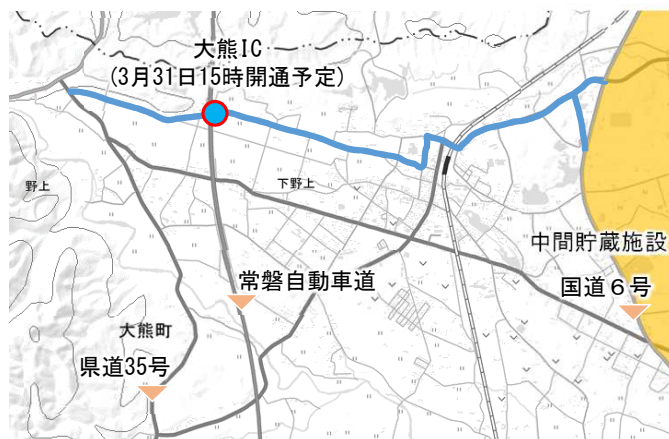 大熊IC
(3月31日15時開通予定)
野上
下野上
中間貯蔵施設
常磐自動車道
国道６号
大熊町
県道35号